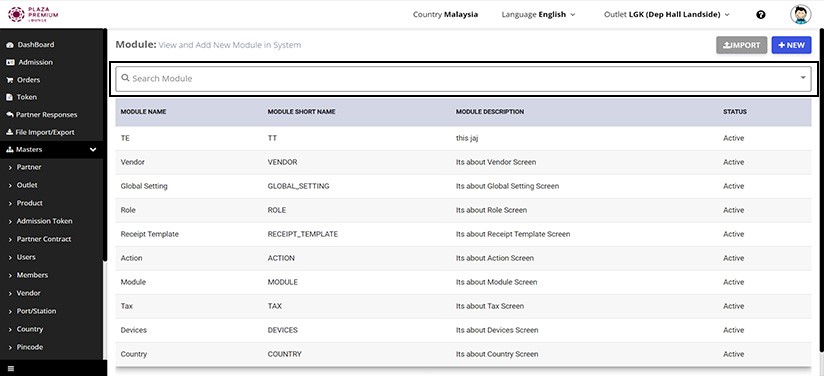 PLAZA
PREMIUM
LOUNGE
Country Malaysia
Language English
Outlet LGK (Dep Hall Landside)
DashBoard
Admission
Orders
Token
Partner Responses
File Import/Export
Masters
Partner
Outlet
Product
Admission Token
Partner Contract
Users
Members
Vendor
Port/Station
Country
Pincode
Module: View and Add New Module in System
IMPORT
+ NEW
Search Module
MODULE NAME MODULE SHORT NAME MODULE DESCRIPTION STATUS
TE TT this jaj Active
Vendor VENDOR Its about Vendor Screen Active
Global Setting GLOBAL_SETTING Its about Global Setting Screen Active
Role ROLE Its about Role Screen Active
Receipt Template RECEIPT_TEMPLATE Its about Receipt Template Screen Active
Action ACTION Its about Action Screen Active
Module MODULE Its about Module Screen Active
Tax TAX Its about Tax Screen Active
Devices DEVICES Its about Devices Screen Active
Country COUNTRY Its about Country Screen Active